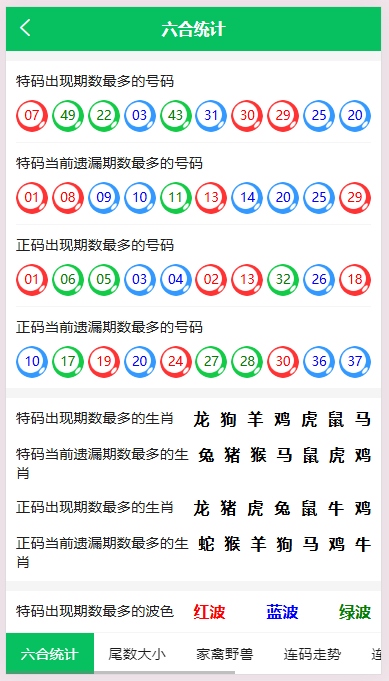 六合统计
特码出现期数最多的号码
07 49 22 03 43 31 30 29 25 20
特码当前遗漏期数最多的号码
01 08 09 10 11 13 14 20 25 29
正码出现期数最多的号码
01 06 05 03 04 02 13 32 26 18
正码当前遗漏期数最多的号码
10 17 19 20 24 27 28 30 36 37
特码出现期数最多的生肖 龙 狗 羊 鸡 虎 鼠 马
特码当前遗漏期数最多的生 兔 猪 猴 马 鼠 虎 鸡
肖
正码出现期数最多的生肖 龙 猪 虎 兔 鼠 牛 鸡
正码当前遗漏期数最多的生 蛇 猴 羊 狗 马 鸡 牛
肖
特码出现期数最多的波色 红波 蓝波 绿波
六合统计 尾数大小 家禽野兽 连码走势